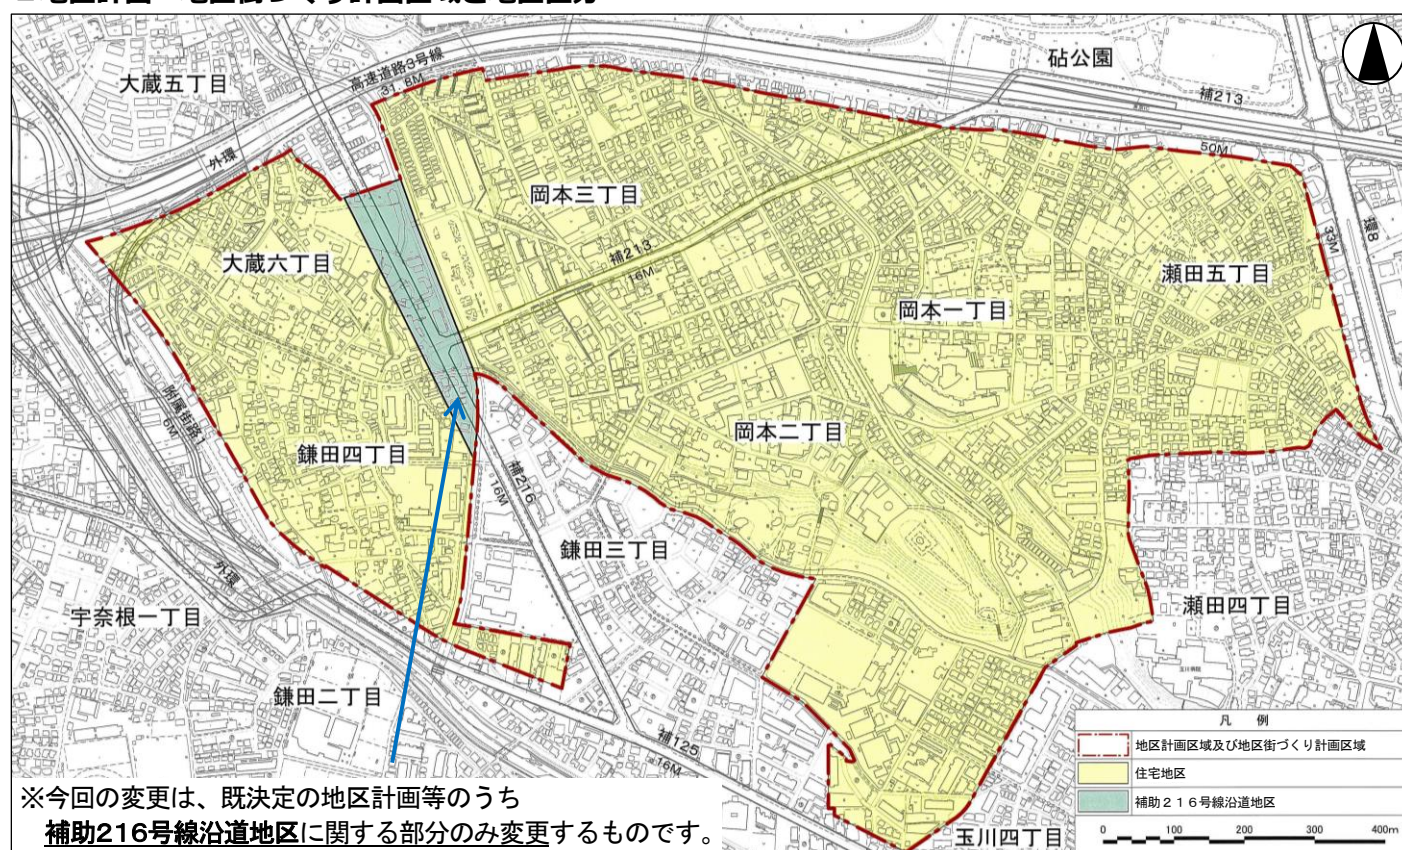 大蔵五丁目
高速道路3号線
31.8M
砧公園
補213
外環
50M
岡本三丁目
環8
33M
大蔵六丁目
補213
16M
瀬田五丁目
岡本一丁目
附属街路1
6M
鎌田四丁目
岡本二丁目
補216
16M
鎌田三丁目
外環
宇奈根一丁目
瀬田四丁目
鎌田二丁目
補125
16M
玉川四丁目
凡 例
地区計画区域及び地区街づくり計画区域
住宅地区
補助216号線沿道地区
0 100 200 300 400m
※今回の変更は、既決定の地区計画等のうち
補助216号線沿道地区に関する部分のみ変更するものです。